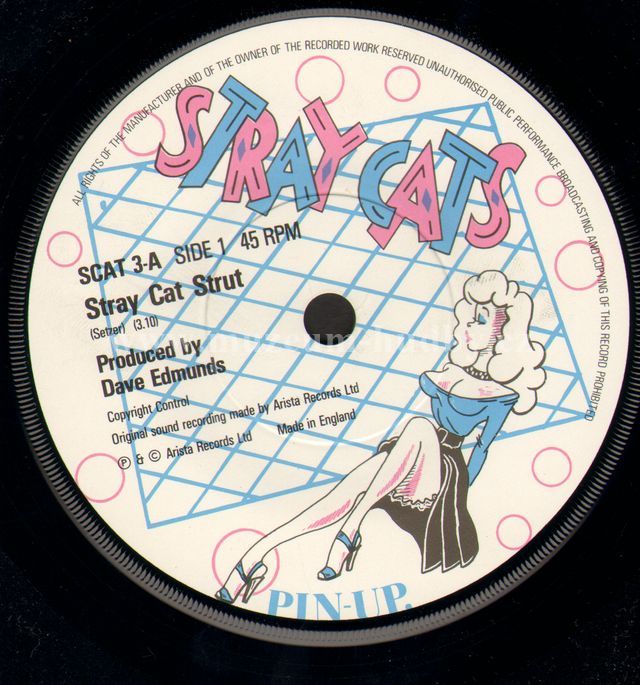 ALL RIGHTS OF THE MANUFACTURER AND OF THE OWNER OF THE RECORDED WORK RESERVED UNAUTHORISED PUBLIC PERFORMANCE BROADCASTING AND COPYING OF THIS RECORD PROHIBITED
STRAY CATS
SCAT 3-A SIDE 1 45 RPM
Stray Cat Strut
(Setzer) (3.10)
Produced by
Dave Edmunds
Copyright Control
Original sound recording made by Arista Records Ltd
℗ & © Arista Records Ltd Made in England
PIN-UP.